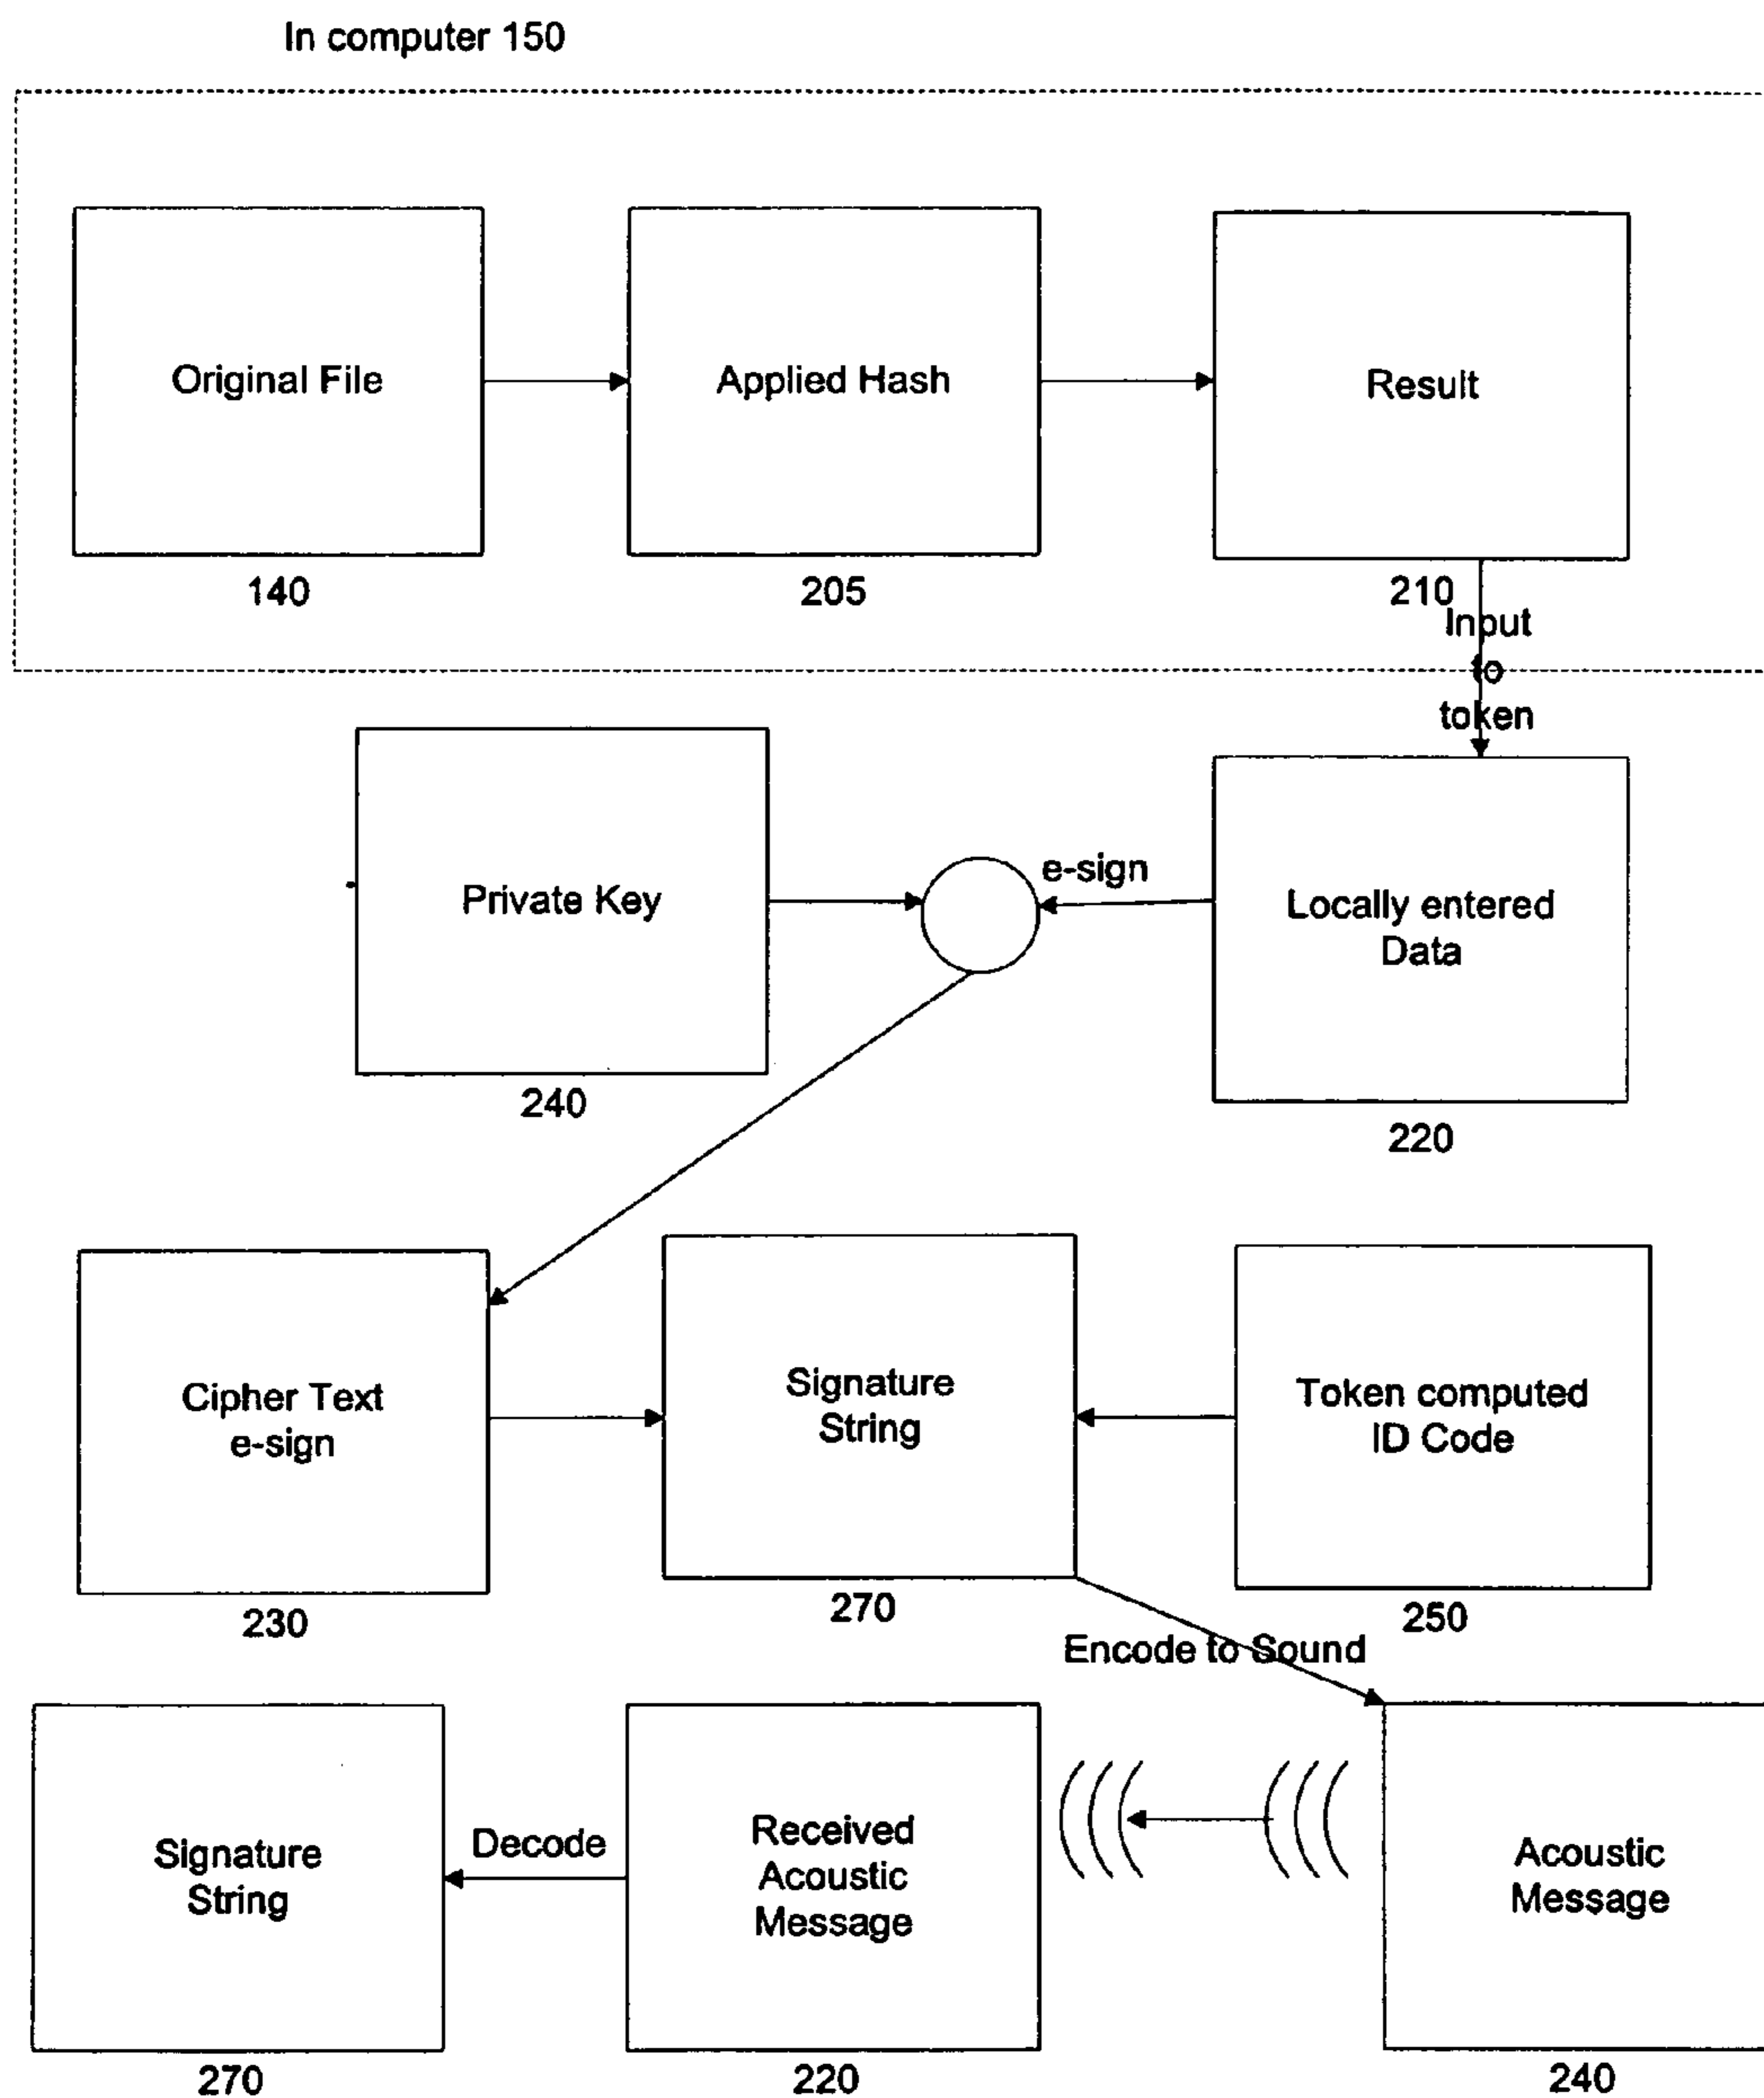 In computer 150
Original File
Applied Hash
Result
140
205
210
Input
to
token
Private Key
e-sign
Locally entered
Data
240
220
Cipher Text
e-sign
Signature
String
Token computed
ID Code
230
270
250
Encode to Sound
Signature
String
Decode
Received
Acoustic
Message
Acoustic
Message
270
220
240